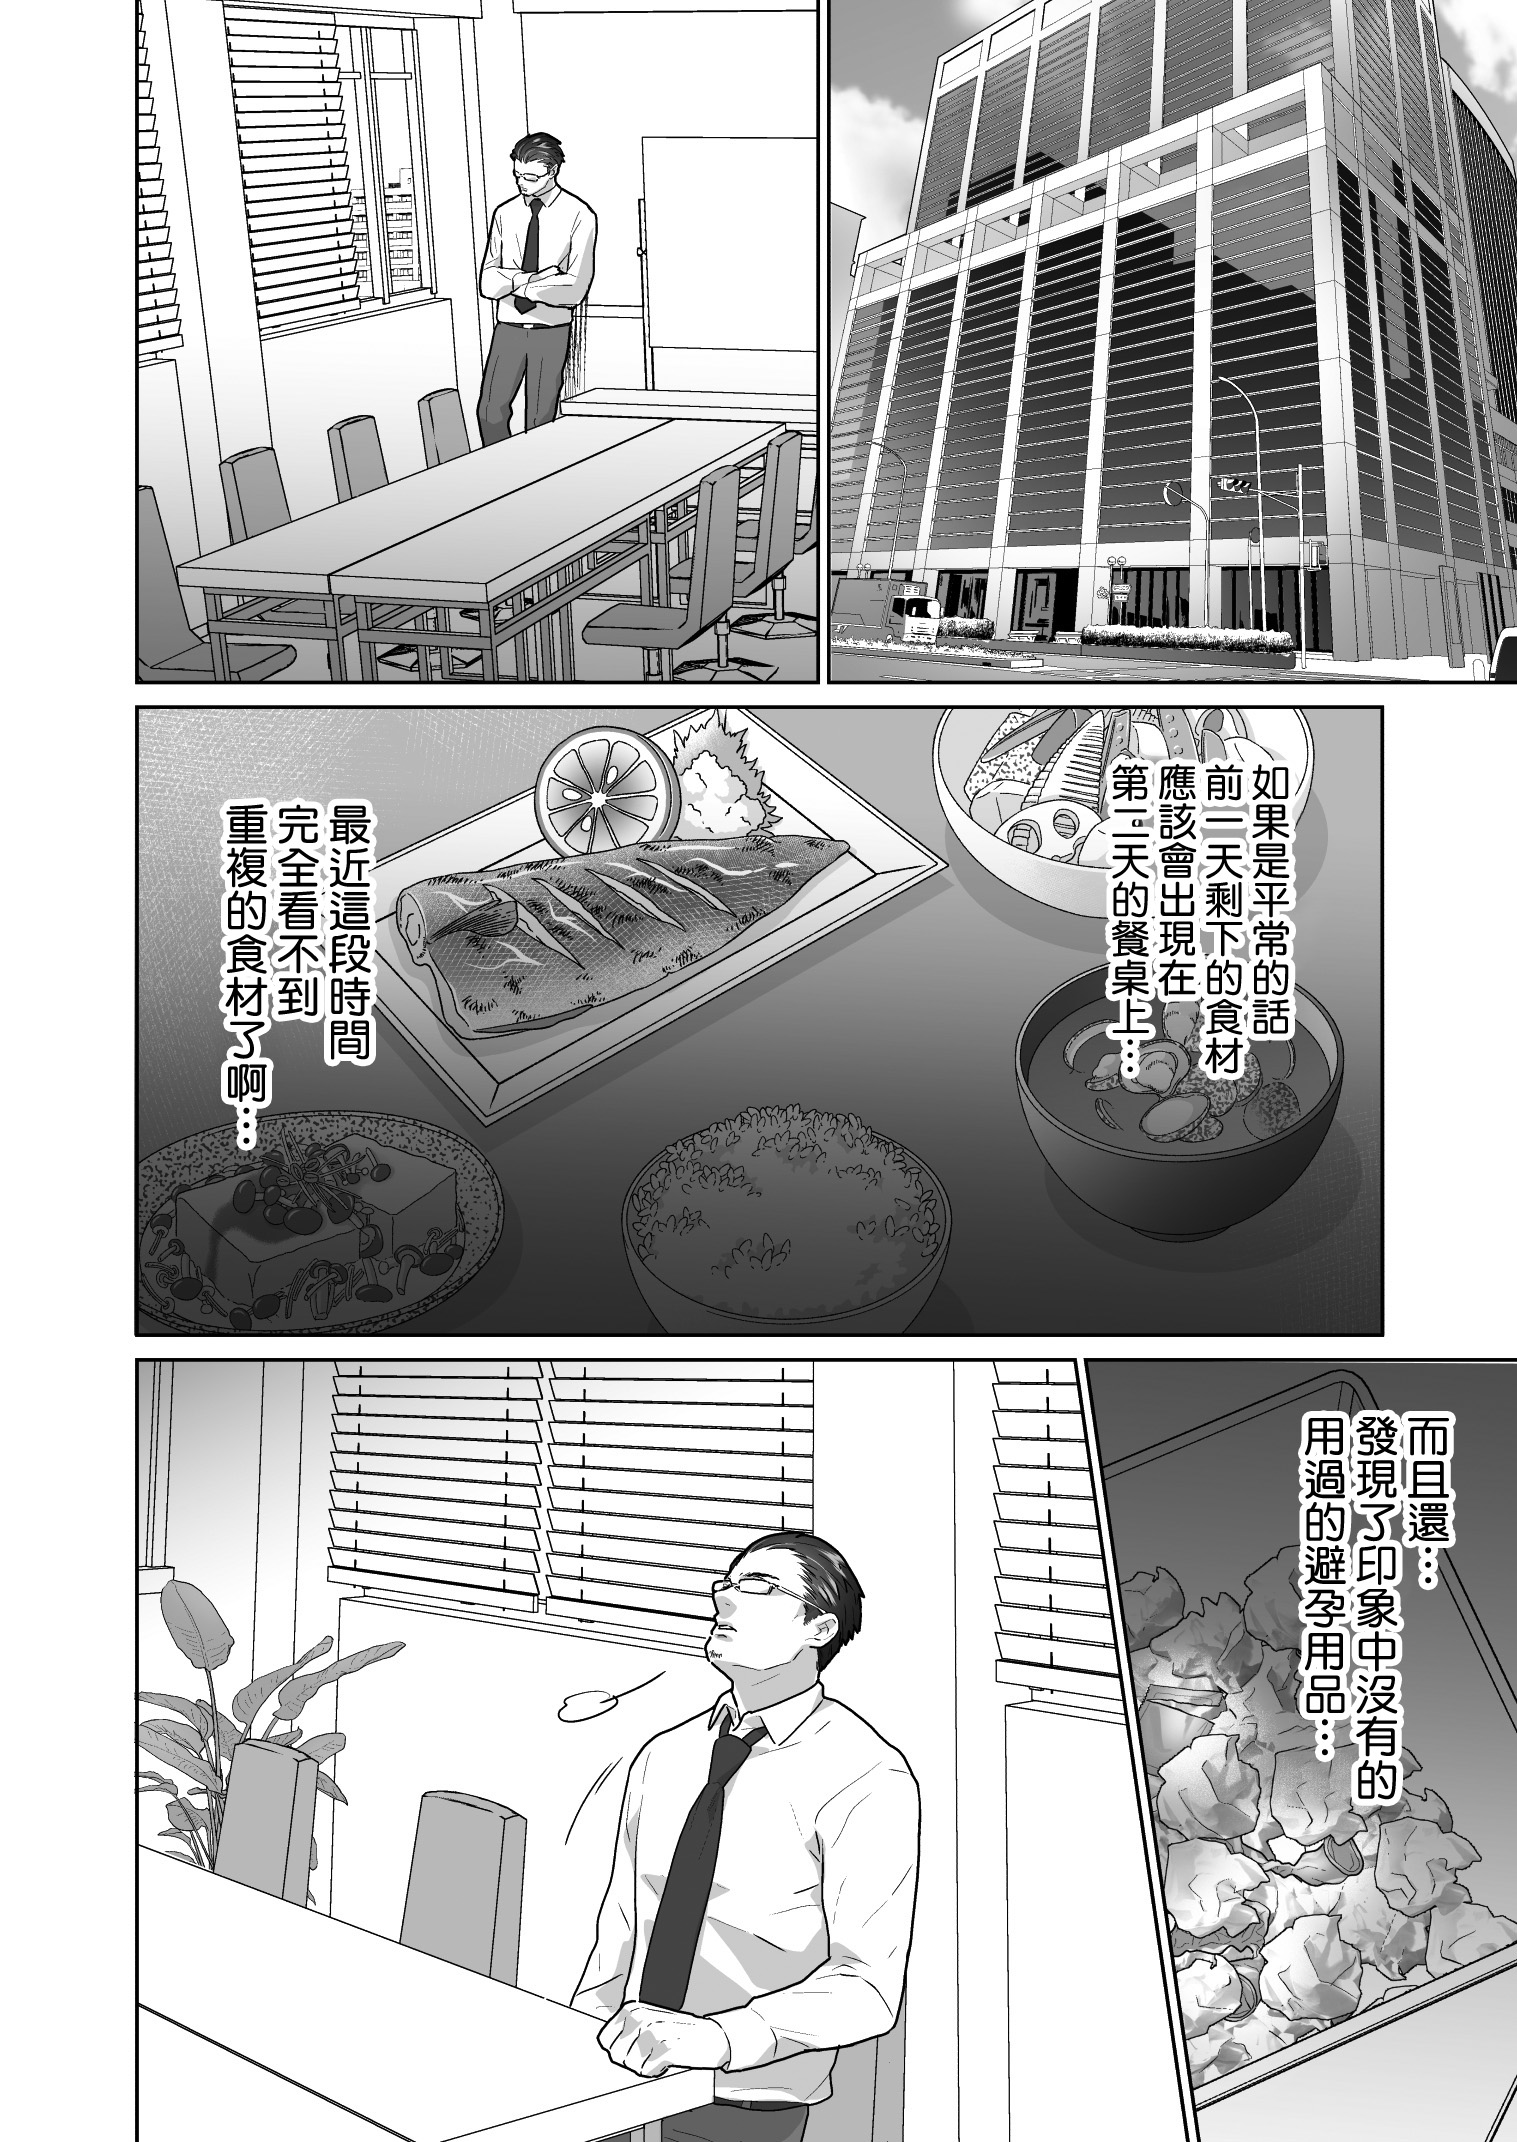 如果是平常的話
前一天剩下的食材
應該會出現在
第二天的餐桌上…
最近這段時間
完全看不到
重複的食材了啊…
而且還…
發現了印象中沒有的
用過的避孕用品…